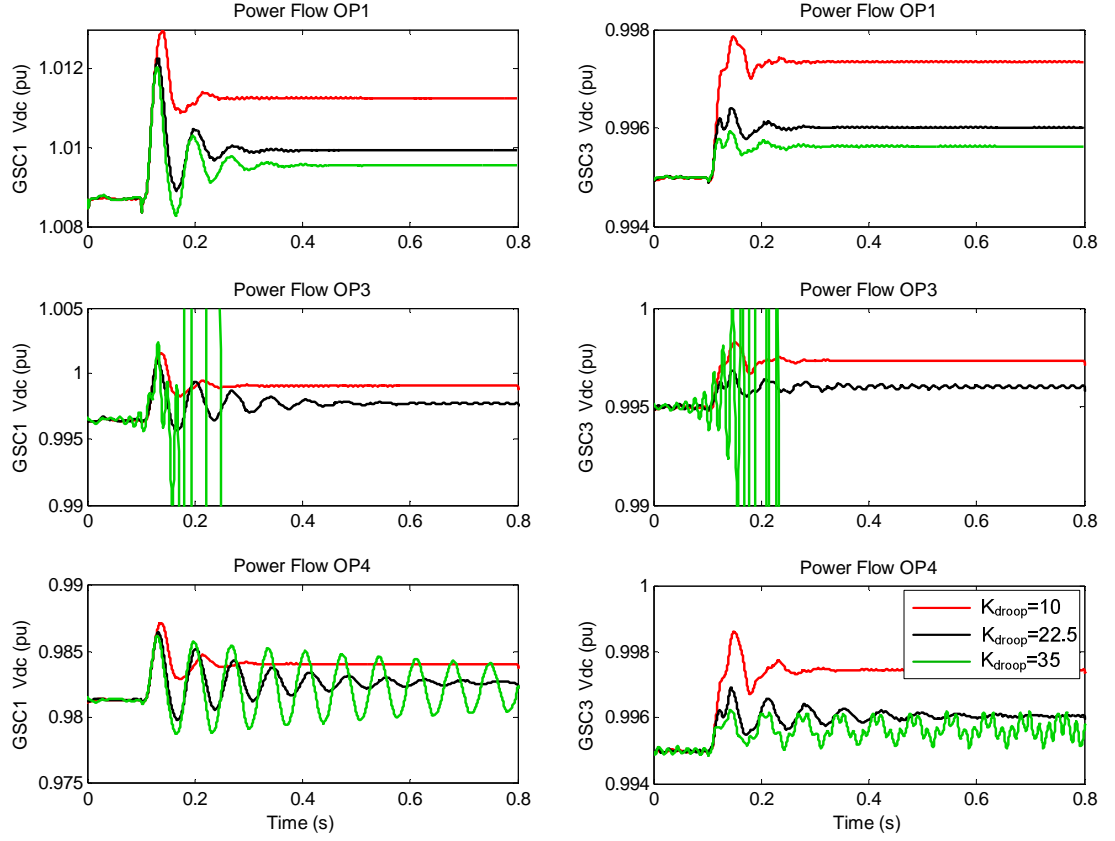 Power Flow OP1
GSC1 Vdc (pu)
1.012
1.01
1.008
0 0.2 0.4 0.6 0.8
Power Flow OP1
GSC3 Vdc (pu)
0.998
0.996
0.994
0 0.2 0.4 0.6 0.8
Power Flow OP3
GSC1 Vdc (pu)
1.005
1
0.995
0.99
0 0.2 0.4 0.6 0.8
Power Flow OP3
GSC3 Vdc (pu)
1
0.995
0.99
0 0.2 0.4 0.6 0.8
Power Flow OP4
GSC1 Vdc (pu)
0.99
0.985
0.98
0.975
0 0.2 0.4 0.6 0.8
Time (s)
Power Flow OP4
GSC3 Vdc (pu)
1
0.998
0.996
0.994
0 0.2 0.4 0.6 0.8
Time (s)
Kdroop=10
Kdroop=22.5
Kdroop=35